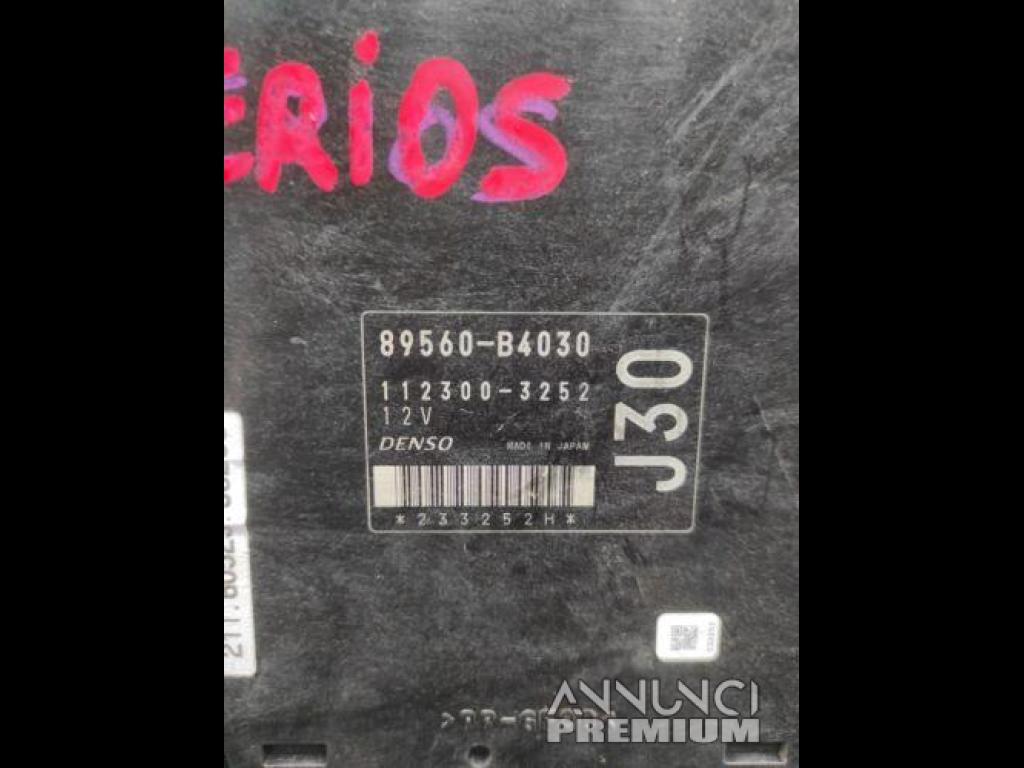 ERiOS
89560-B4030
112300-3252
12V
DENSO MADE IN JAPAN
J30
*233252H*
ANNUNCI
PREMIUM